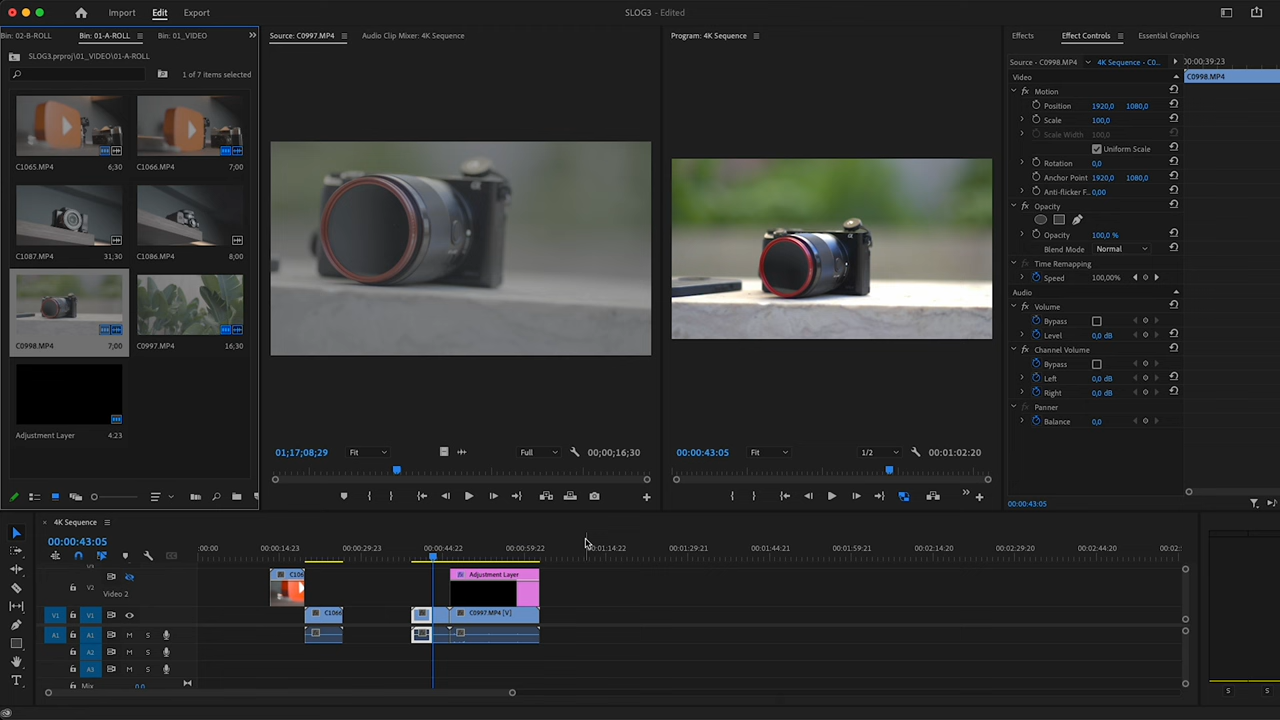 Import Edit Export SLOG3 - Edited
Bin: 02-B-ROLL Bin: 01-A-ROLL Bin: 01_VIDEO
SLOG3.prproj\01_VIDEO\01-A-ROLL
1 of 7 items selected
C1065.MP4 6;30 C1066.MP4 7;00
C1087.MP4 31;30 C1086.MP4 8;00
C0998.MP4 7;00 C0997.MP4 16;30
Adjustment Layer 4:23
Source: C0997.MP4 Audio Clip Mixer: 4K Sequence
01;17;08;29 Fit Full 00;00;16;30
Program: 4K Sequence
00:00:43:05 Fit 1/2 00:01:02:20
Effects Effect Controls Essential Graphics
Source - C0998.MP4 4K Sequence - C0... 00:00:39:23
Video C0998.MP4
fx Motion
Position 1920,0 1080,0
Scale 100,0
Scale Width 100,0
Uniform Scale
Rotation 0,0
Anchor Point 1920,0 1080,0
Anti-flicker F... 0,00
fx Opacity
Opacity 100,0 %
Blend Mode Normal
fx Time Remapping
Speed 100,00%
Audio
fx Volume
Bypass
Level 0,0 dB
fx Channel Volume
Bypass
Left 0,0 dB
Right 0,0 dB
Panner
Balance 0,0
00:00:43:05
4K Sequence
00:00:43:05
:00:00 00:00:14:23 00:00:29:23 00:00:44:22 00:00:59:22 00:01:14:22 00:01:29:21 00:01:44:21 00:01:59:21 00:02:14:20 00:02:29:20 00:02:44:20 00:02:
V2 Video 2 C106 Adjustment Layer
V1 V1 C1066 C0997.MP4 [V]
A1 A1 M S
A2 M S
A3 M S
Mix 0,0
S S